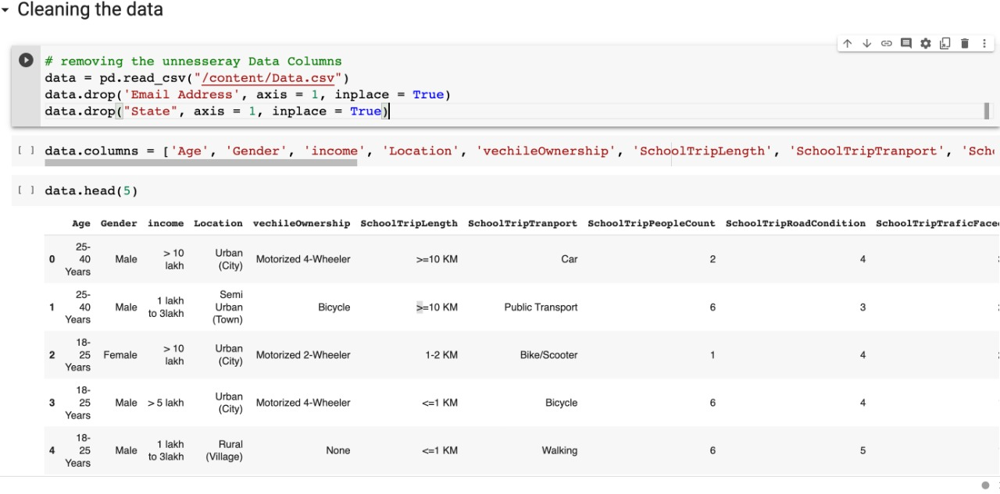 Cleaning the data
# removing the unnesseray Data Columns
data = pd.read_csv("/content/Data.csv")
data.drop('Email Address', axis = 1, inplace = True)
data.drop("State", axis = 1, inplace = True)
[ ] data.columns = ['Age', 'Gender', 'income', 'Location', 'vechileOwnership', 'SchoolTripLength', 'SchoolTripTranport', 'Sch
[ ] data.head(5)
Age Gender income Location vechileOwnership SchoolTripLength SchoolTripTranport SchoolTripPeopleCount SchoolTripRoadCondition SchoolTripTraficFace
0 25-40 Years Male > 10 lakh Urban (City) Motorized 4-Wheeler >=10 KM Car 2 4
1 25-40 Years Male 1 lakh to 3lakh Semi Urban (Town) Bicycle >=10 KM Public Transport 6 3
2 18-25 Years Female > 10 lakh Urban (City) Motorized 2-Wheeler 1-2 KM Bike/Scooter 1 4
3 18-25 Years Male > 5 lakh Urban (City) Motorized 4-Wheeler <=1 KM Bicycle 6 4
4 18-25 Years Male 1 lakh to 3lakh Rural (Village) None <=1 KM Walking 6 5